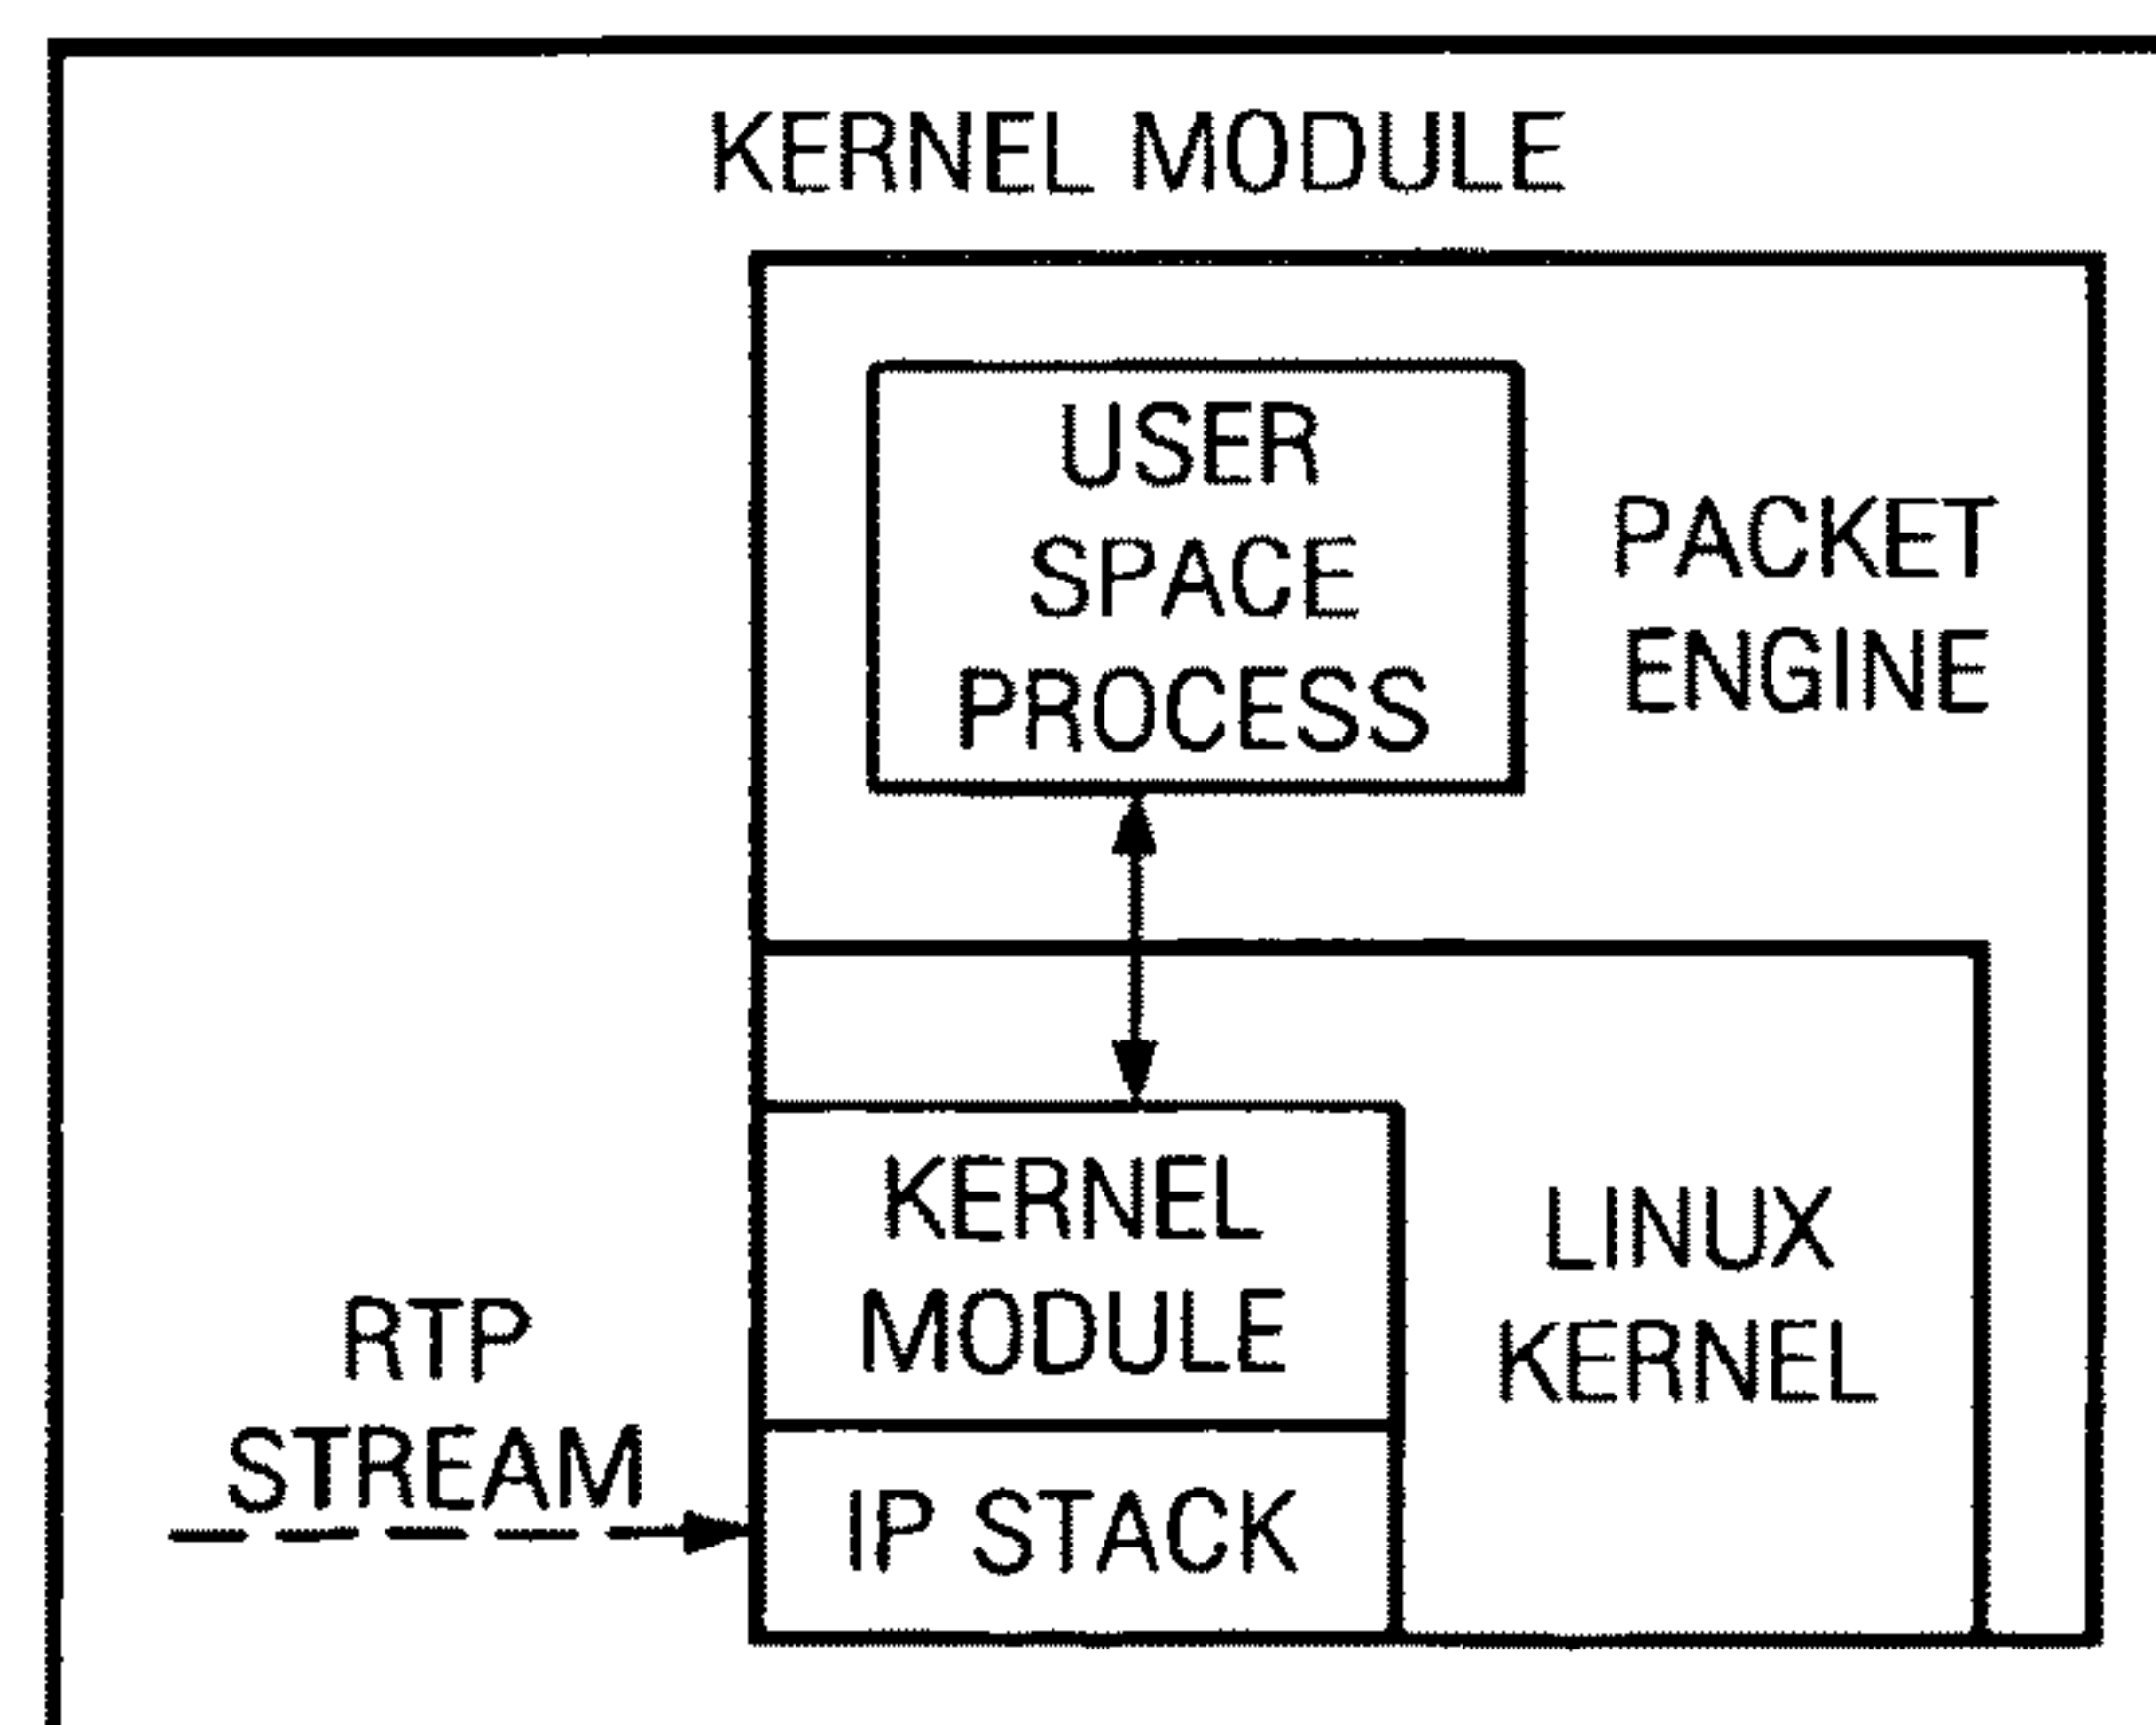 KERNEL MODULE
USER
SPACE
PROCESS
PACKET
ENGINE
KERNEL
MODULE
LINUX
KERNEL
RTP
STREAM
IP STACK